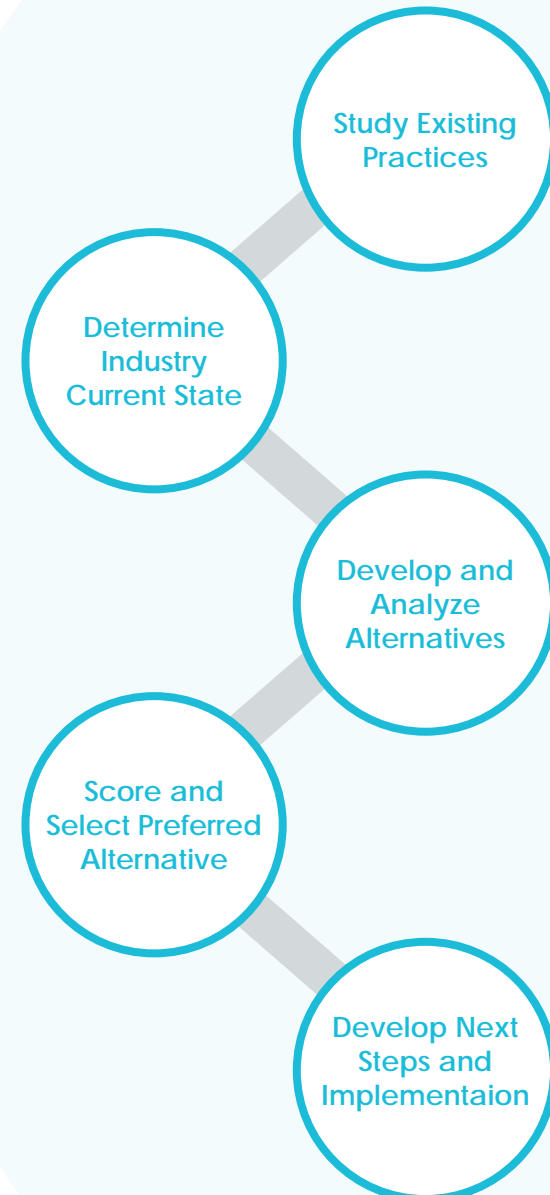 Study Existing
Practices
Determine
Industry
Current State
Develop and
Analyze
Alternatives
Score and
Select Preferred
Alternative
Develop Next
Steps and
Implementaion